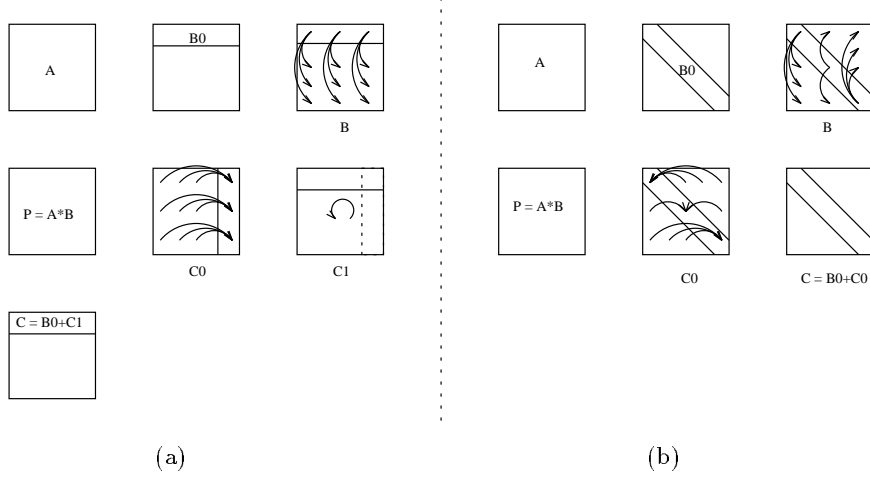 A
B0
B
P = A*B
C0
C1
C = B0+C1
(a)
A
B0
B
P = A*B
C0
C = B0+C0
(b)